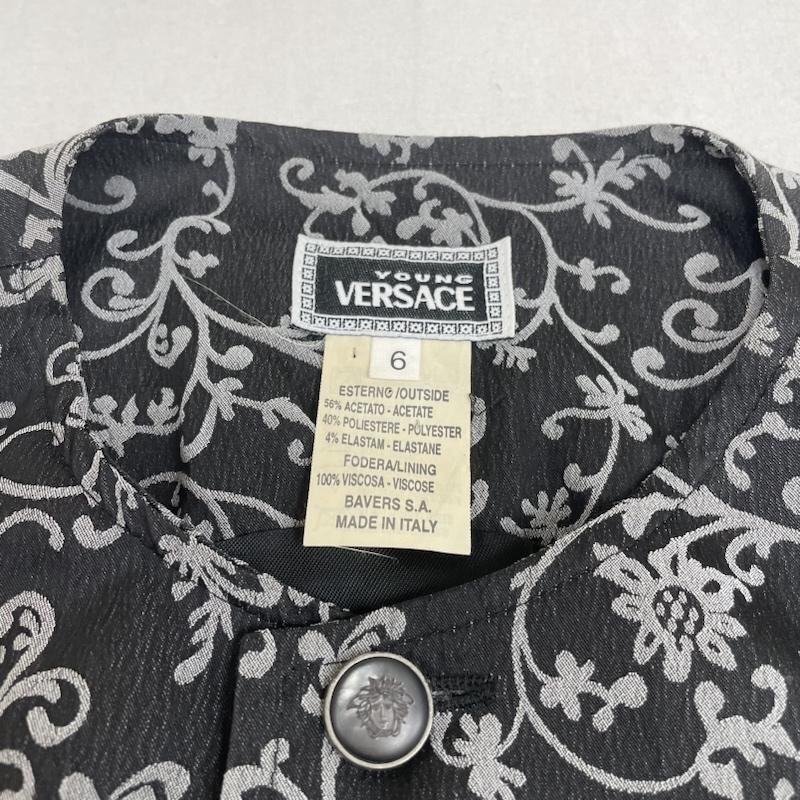 YOUNG
VERSACE
6
ESTERNO/OUTSIDE
56% ACETATO - ACETATE
40% POLIESTERE - POLYESTER
4% ELASTAM - ELASTANE
FODERA/LINING
100% VISCOSA - VISCOSE
BAVERS S.A.
MADE IN ITALY